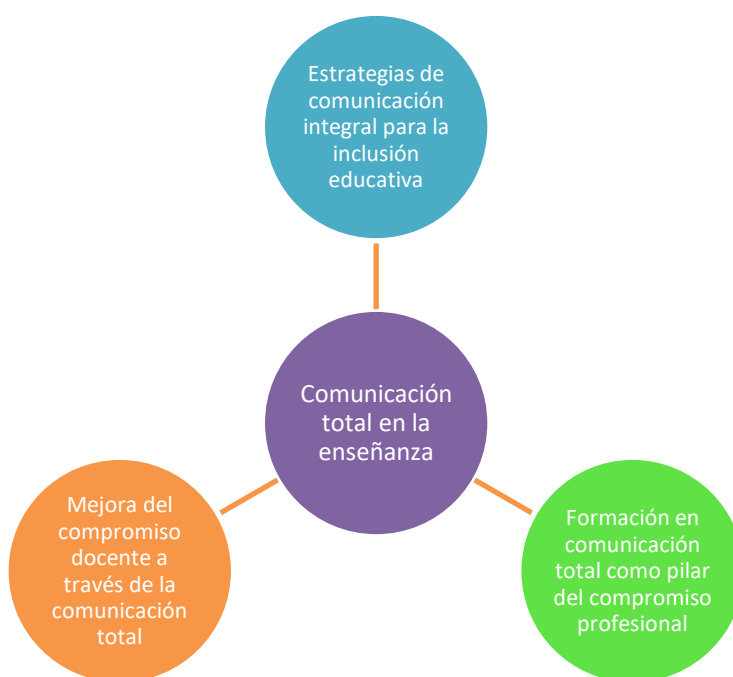 Estrategias de
comunicación
integral para la
inclusión
educativa
Comunicación
total en la
enseñanza
Mejora del
compromiso
docente a
través de la
comunicación
total
Formación en
comunicación
total como pilar
del compromiso
profesional